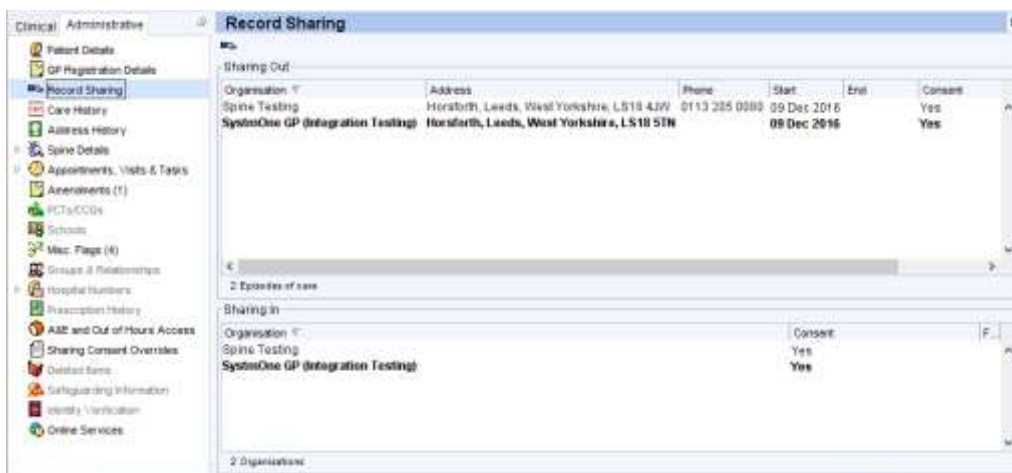 Clinical Administrative
Patient Details
GP Registration Details
Record Sharing
Care History
Address History
Spine Details
Appointments, Visits & Tasks
Amendments (1)
PCTs/CCGs
Schools
Misc. Flags (4)
Groups & Relationships
Hospital Numbers
Prescription History
A&E and Out of Hours Access
Sharing Consent Overrides
Deleted Items
Safeguarding Information
Identity Verification
Online Services
Record Sharing
Sharing Out
Organisation Address Phone Start End Consent
Spine Testing Horsforth, Leeds, West Yorkshire, LS18 4JW 0113 205 0080 09 Dec 2016 Yes
SystmOne GP (Integration Testing) Horsforth, Leeds, West Yorkshire, LS18 5TN 09 Dec 2016 Yes
2 Episodes of care
Sharing In
Organisation Consent F...
Spine Testing Yes
SystmOne GP (Integration Testing) Yes
2 Organisations